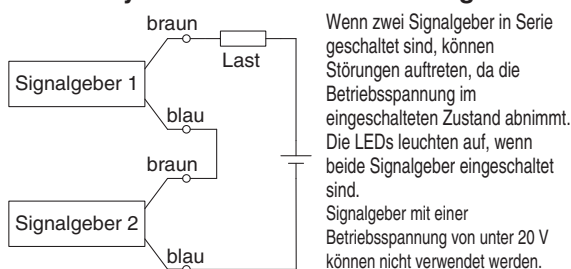 braun
Last
Signalgeber 1
blau
braun
Signalgeber 2
blau
Wenn zwei Signalgeber in Serie
geschaltet sind, können
Störungen auftreten, da die
Betriebsspannung im
eingeschalteten Zustand abnimmt.
Die LEDs leuchten auf, wenn
beide Signalgeber eingeschaltet
sind.
Signalgeber mit einer
Betriebsspannung von unter 20 V
können nicht verwendet werden.